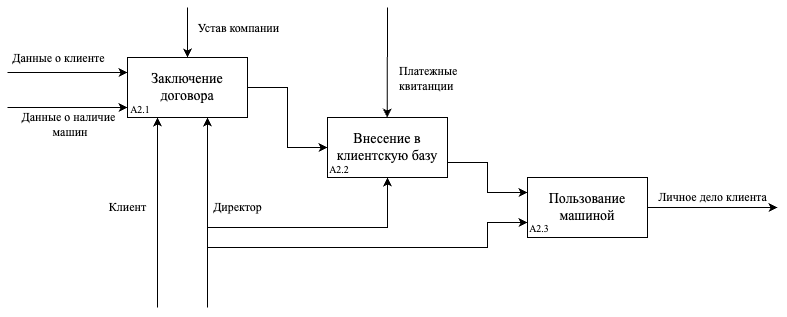 Устав компании
Данные о клиенте
Заключение
договора
A2.1
Данные о наличие
машин
Платежные
квитанции
Внесение в
клиентскую базу
A2.2
Клиент
Директор
Пользование
машиной
A2.3
Личное дело клиента